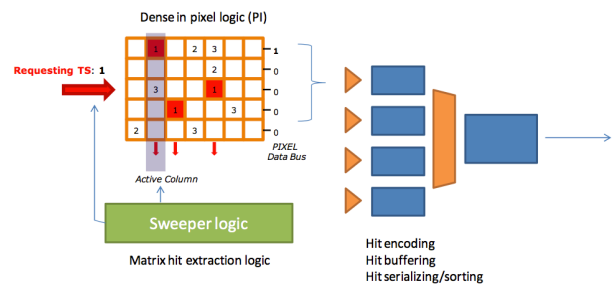 Dense in pixel logic (PI)
1 2 3 1
Requesting TS: 1
2 0
3 1 0
1 3 0
2 3 0
PIXEL
Data Bus
Active Column
Sweeper logic
Matrix hit extraction logic
Hit encoding
Hit buffering
Hit serializing/sorting